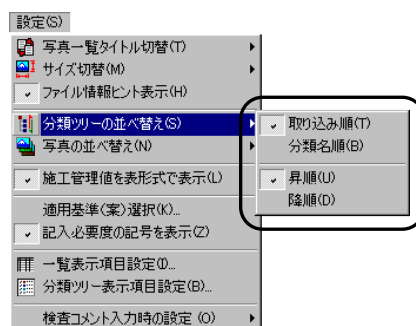 設定(S)
写真一覧タイトル切替(T)
サイズ切替(M)
ファイル情報ヒント表示(H)
分類ツリーの並べ替え(S)
写真の並べ替え(N)
施工管理値を表形式で表示(L)
適用基準(案)選択(K)...
記入必要度の記号を表示(Z)
一覧表示項目設定(I)...
分類ツリー表示項目設定(B)...
検査コメント入力時の設定 (O)
取り込み順(T)
分類名順(B)
昇順(U)
降順(D)